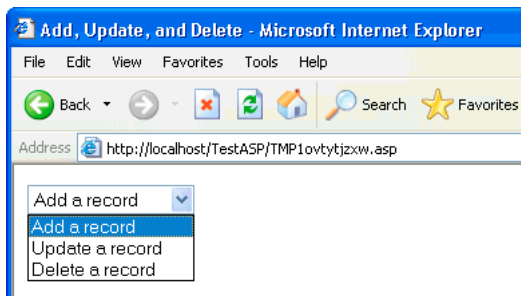 Add, Update, and Delete - Microsoft Internet Explorer
File Edit View Favorites Tools Help
Back Search Favorites
Address http://localhost/TestASP/TMP1ovtytjzxw.asp
Add a record
Add a record
Update a record
Delete a record